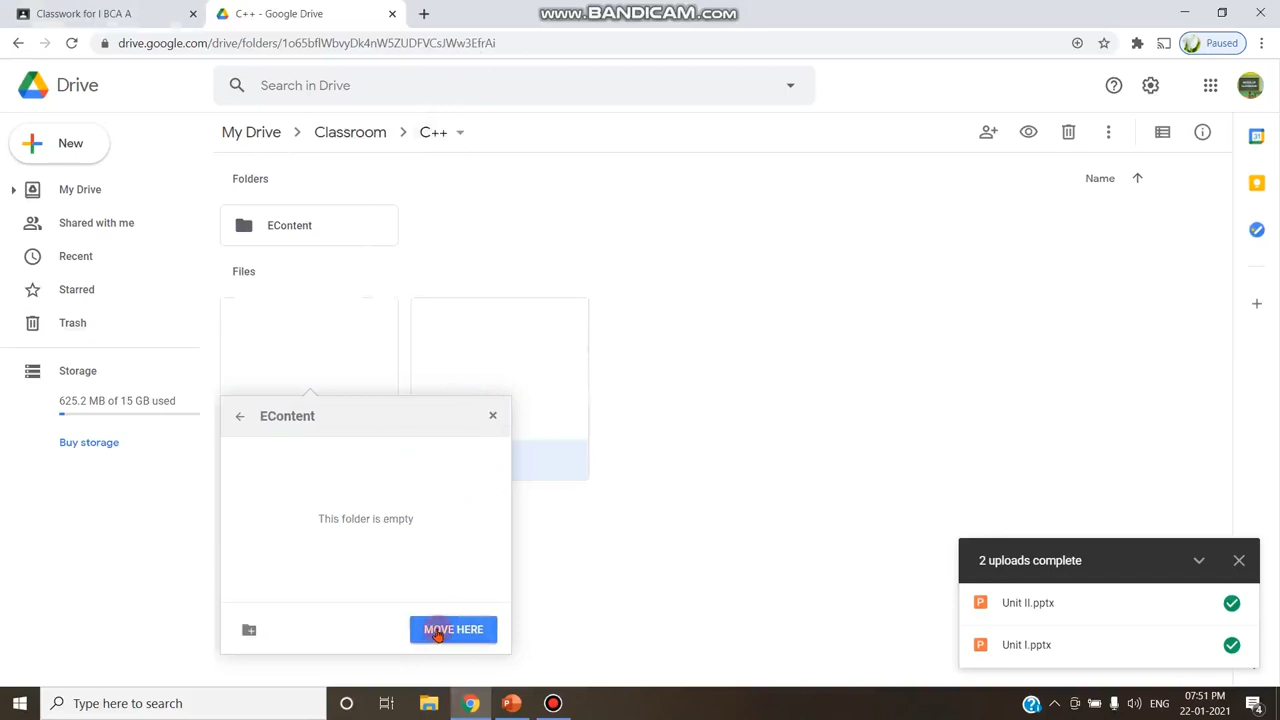 Classwork for I BCA A
C++ - Google Drive
www.BANDICAM.com
drive.google.com/drive/folders/1o65bflWbvyDk4nW5ZUDFVCsJWw3EfrAi
Paused
Drive
Search in Drive
New
My Drive > Classroom > C++
My Drive
Shared with me
Recent
Starred
Trash
Storage
625.2 MB of 15 GB used
Buy storage
Folders
Name
EContent
Files
EContent
This folder is empty
MOVE HERE
2 uploads complete
Unit II.pptx
Unit I.pptx
Type here to search
ENG
07:51 PM
22-01-2021
4